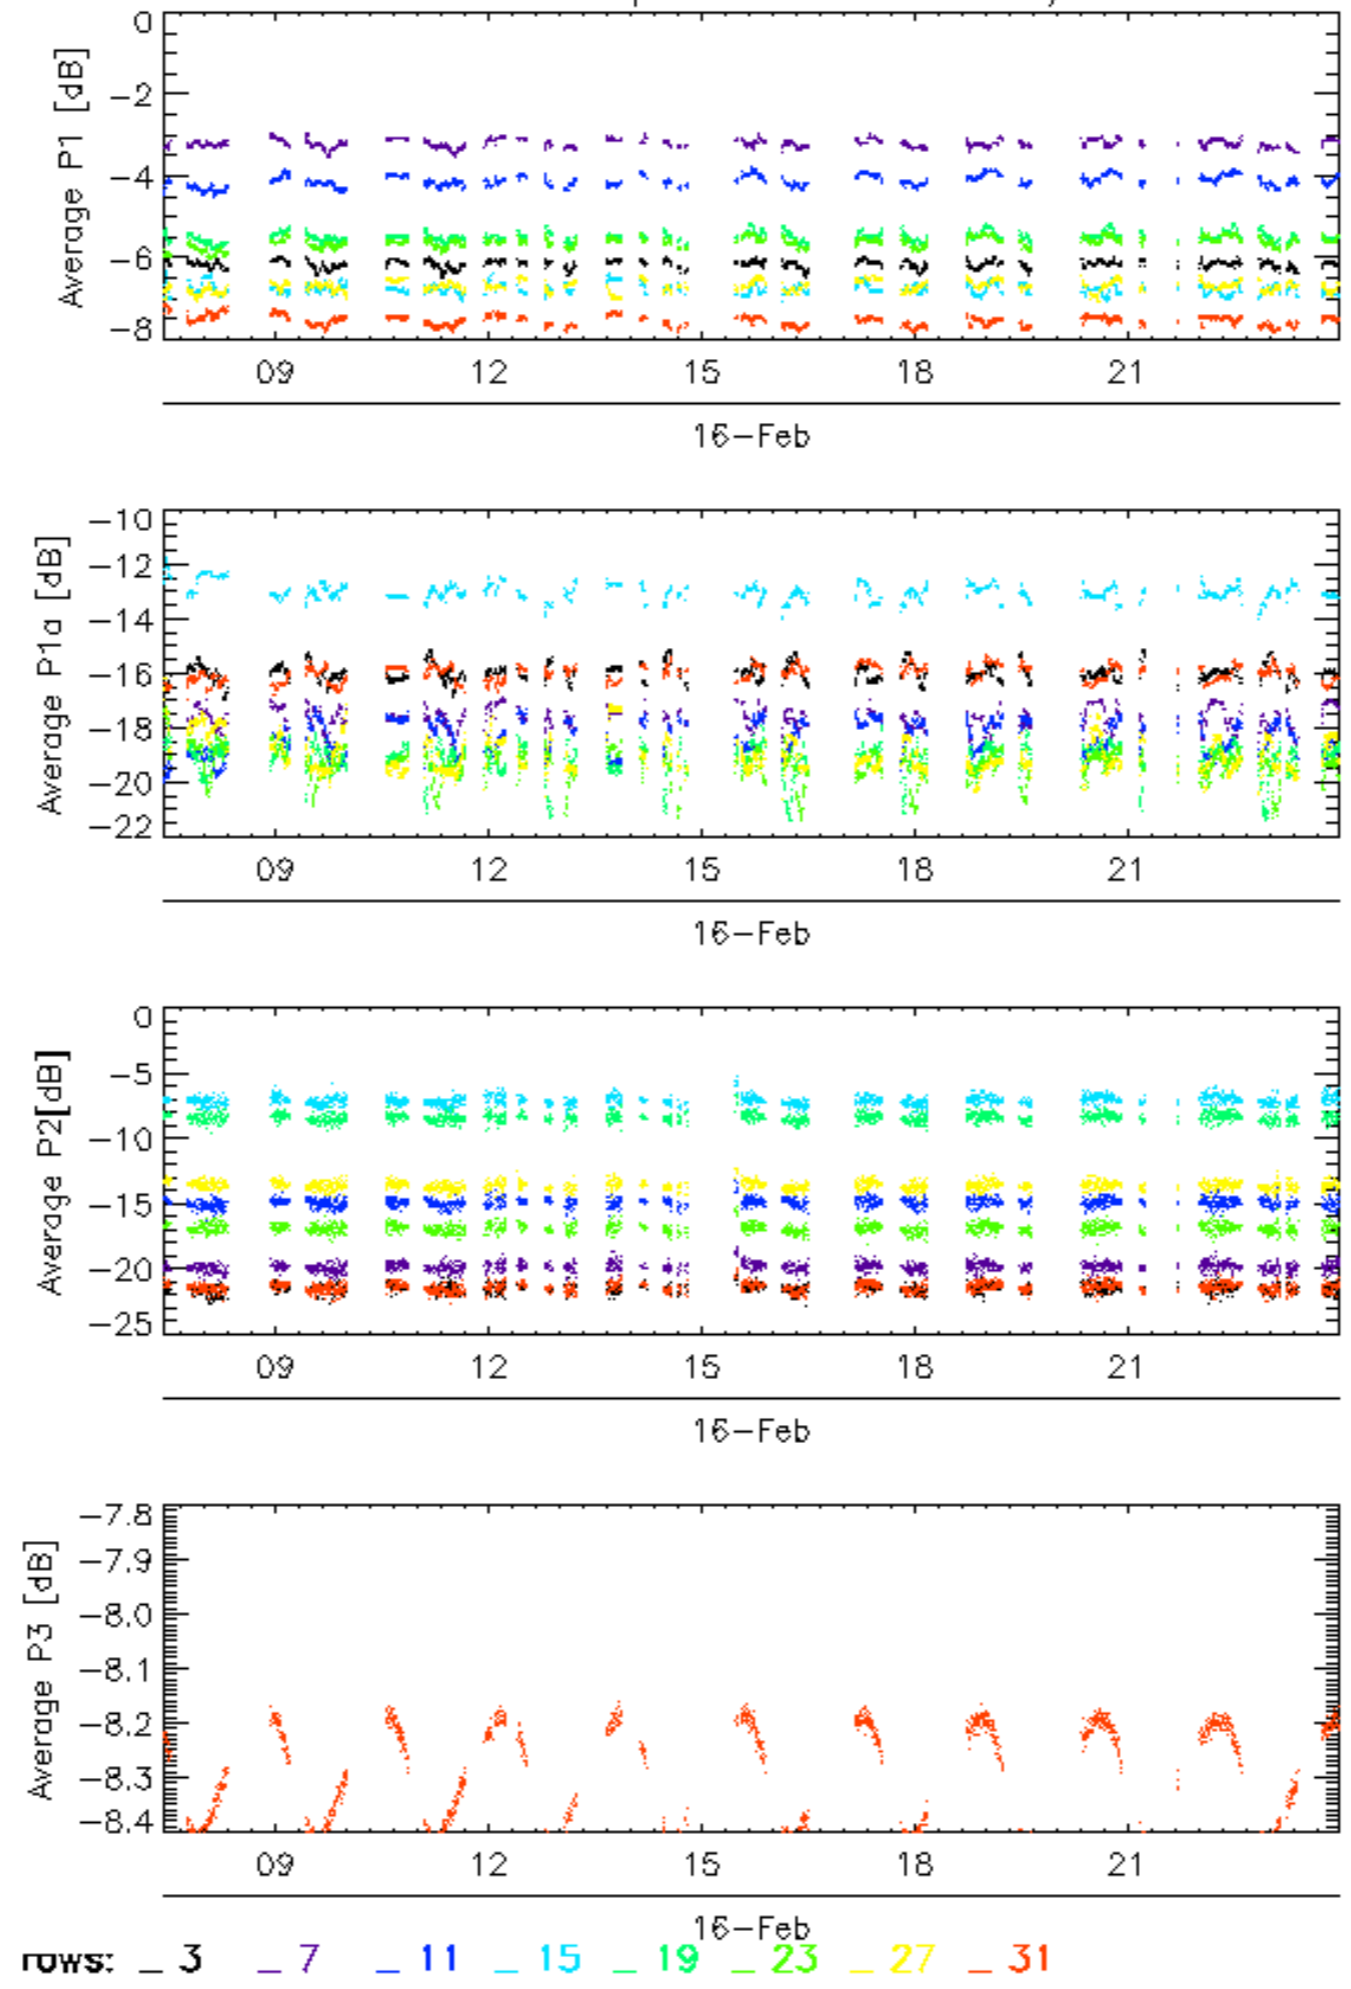 Average P1 [dB]
0
−2
−4
−6
−8
09 12 15 18 21
16−Feb
Average P1a [dB]
−10
−12
−14
−16
−18
−20
−22
09 12 15 18 21
16−Feb
Average P2[dB]
0
−5
−10
−15
−20
−25
09 12 15 18 21
16−Feb
Average P3 [dB]
−7.8
−7.9
−8.0
−8.1
−8.2
−8.3
−8.4
09 12 15 18 21
16−Feb
rows: _ 3 _ 7 _ 11 _ 15 _ 19 _ 23 _ 27 _ 31